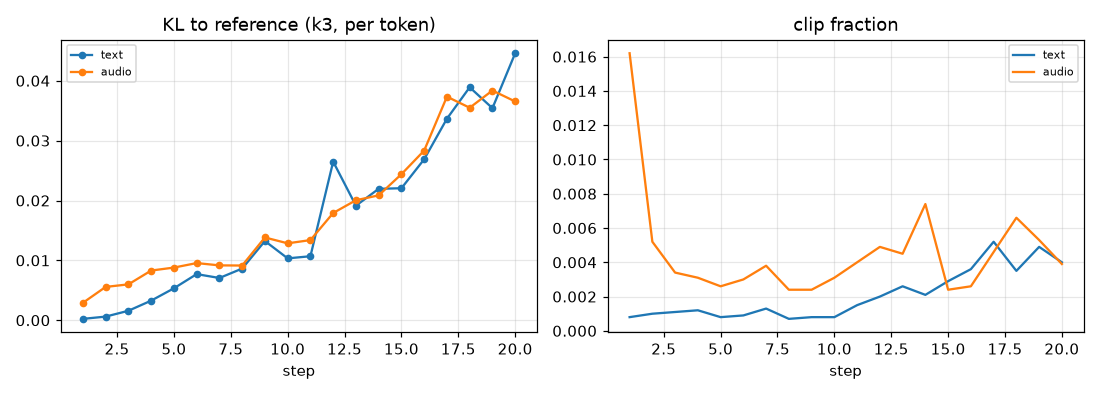 KL to reference (k3, per token)
text
audio
0.04
0.03
0.02
0.01
0.00
2.5 5.0 7.5 10.0 12.5 15.0 17.5 20.0
step
clip fraction
text
audio
0.016
0.014
0.012
0.010
0.008
0.006
0.004
0.002
0.000
2.5 5.0 7.5 10.0 12.5 15.0 17.5 20.0
step